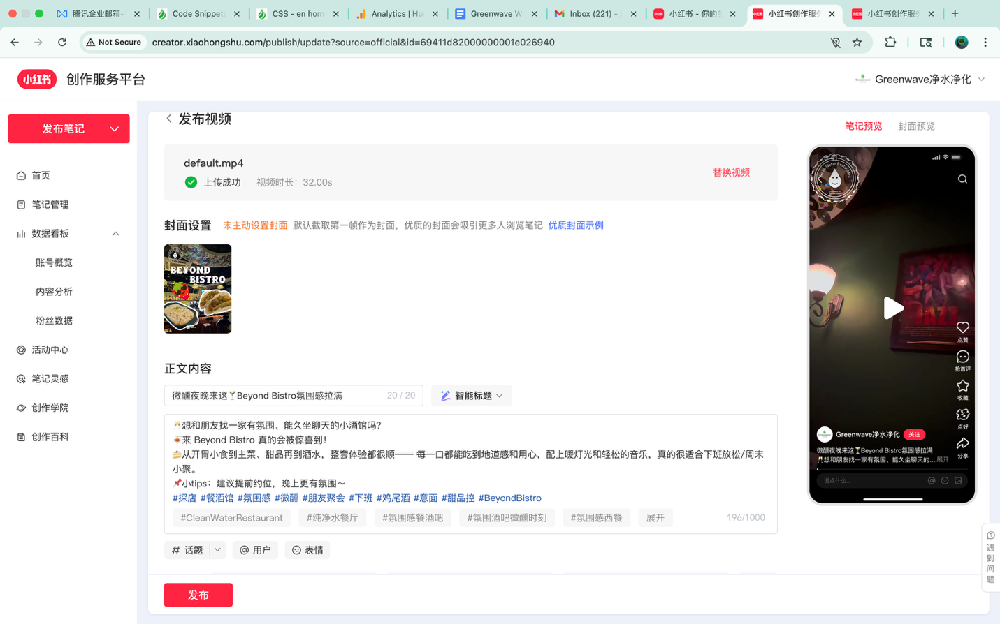 腾讯企业邮箱-
Code Snippets
CSS - en hom
Analytics | Ho
Greenwave W
Inbox (221) - j
小红书 - 你的生
小红书创作服务
小红书创作服务
Not Secure
creator.xiaohongshu.com/publish/update?source=official&id=69411d82000000001e026940
小红书
创作服务平台
Greenwave净水净化
发布笔记
首页
笔记管理
数据看板
账号概览
内容分析
粉丝数据
活动中心
笔记灵感
创作学院
创作百科
发布视频
default.mp4
上传成功
视频时长：32.00s
替换视频
封面设置
未主动设置封面
默认截取第一帧作为封面，优质的封面会吸引更多人浏览笔记
优质封面示例
BEYOND
BISTRO
正文内容
微醺夜晚来这🍸Beyond Bistro氛围感拉满
20 / 20
智能标题
🥂想和朋友找一家有氛围、能久坐聊天的小酒馆吗？
🍝来 Beyond Bistro 真的会被惊喜到！
🍰从开胃小食到主菜、甜品再到酒水，整套体验都很顺—— 每一口都能吃到地道感和用心，配上暖灯光和轻松的音乐，真的很适合下班放松/周末
小聚。
📌小tips：建议提前约位，晚上更有氛围～
#探店 #餐酒馆 #氛围感 #微醺 #朋友聚会 #下班 #鸡尾酒 #意面 #甜品控 #BeyondBistro
#CleanWaterRestaurant
#纯净水餐厅
#氛围感餐酒吧
#氛围酒吧微醺时刻
#氛围感西餐
展开
196/1000
# 话题
@ 用户
表情
发布
笔记预览
封面预览
Water Restaurant
JAZZ
点赞
抢首评
收藏
点好
分享
Greenwave净水净化
关注
微醺夜晚来这🍸Beyond Bistro氛围感拉满
🥂想和朋友找一家有氛围、能久坐聊天的... 展开
说点什么...
遇到问题